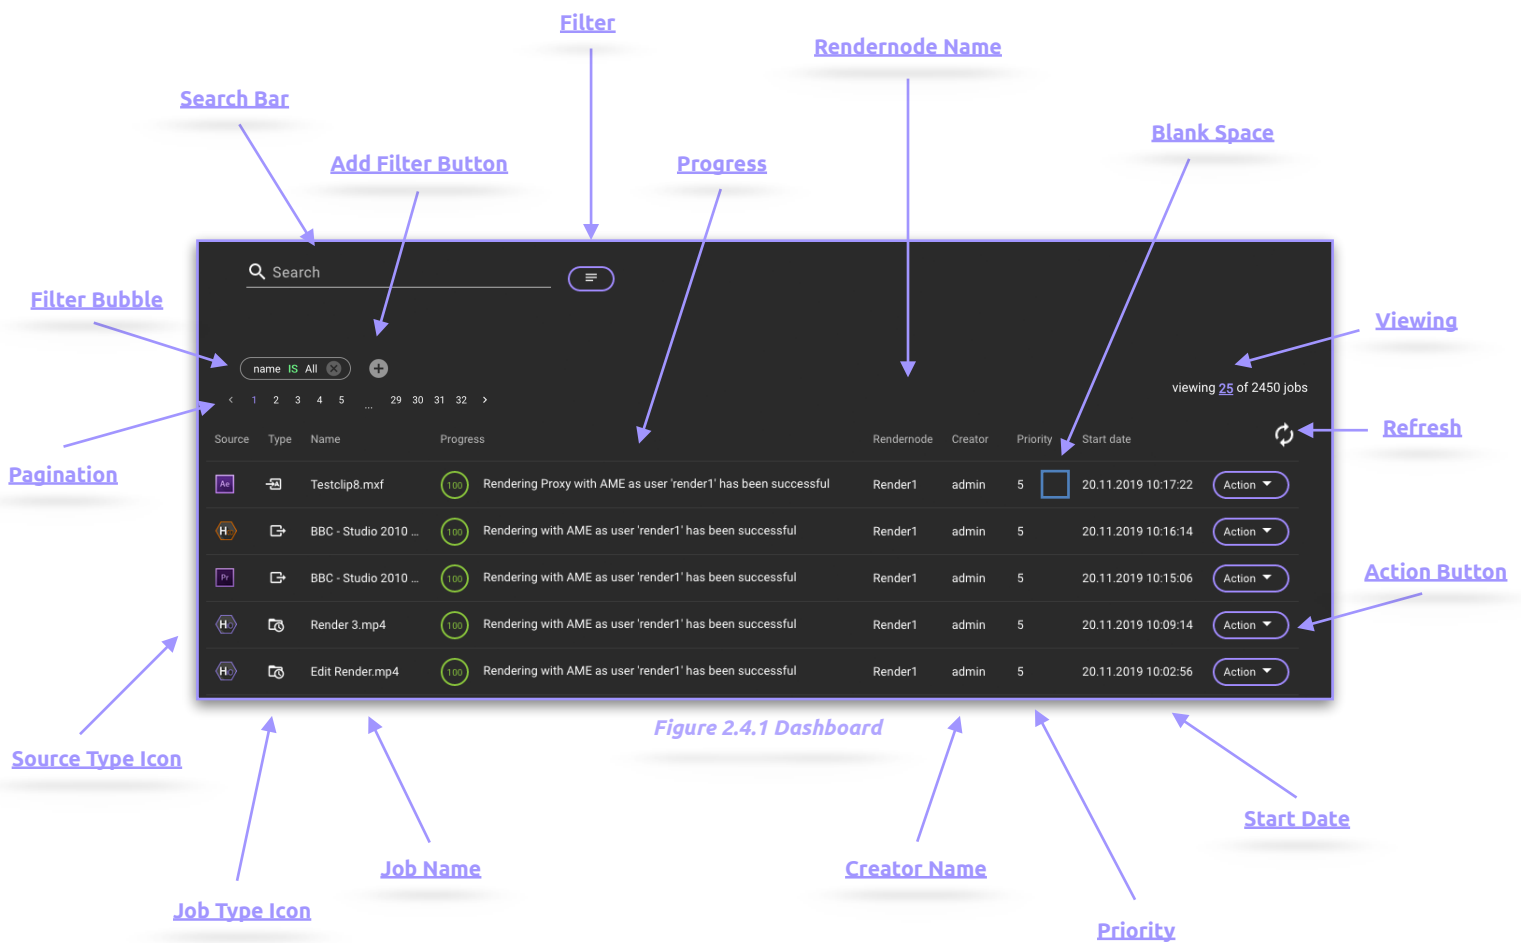 Filter
Rendernode Name
Search Bar
Blank Space
Add Filter Button
Progress
Search
Filter Bubble
Viewing
name IS All
viewing 25 of 2450 jobs
< 1 2 3 4 5 ... 29 30 31 32 >
Refresh
Source Type Name Progress Rendernode Creator Priority Start date
Pagination
Ae Testclip8.mxf 100 Rendering Proxy with AME as user 'render1' has been successful Render1 admin 5 20.11.2019 10:17:22 Action
H BBC - Studio 2010 ... 100 Rendering with AME as user 'render1' has been successful Render1 admin 5 20.11.2019 10:16:14 Action
Pr BBC - Studio 2010 ... 100 Rendering with AME as user 'render1' has been successful Render1 admin 5 20.11.2019 10:15:06 Action
Action Button
H Render 3.mp4 100 Rendering with AME as user 'render1' has been successful Render1 admin 5 20.11.2019 10:09:14 Action
H Edit Render.mp4 100 Rendering with AME as user 'render1' has been successful Render1 admin 5 20.11.2019 10:02:56 Action
Figure 2.4.1 Dashboard
Source Type Icon
Start Date
Job Name
Creator Name
Job Type Icon
Priority